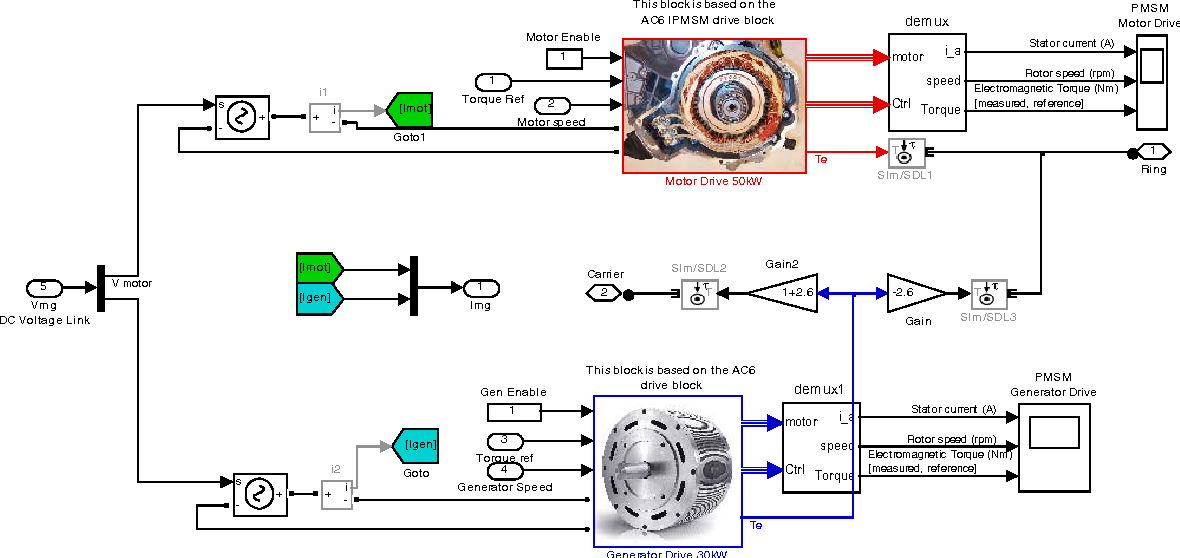 This block is based on the
AC6 IPMSM drive block
demux
PMSM
Motor Drive
Motor Enable
1
motor
i_a
Stator current (A)
1
Torque Ref
speed
Rotor speed (rpm)
Electromagnetic Torque (Nm)
i1
[Imot]
2
Motor speed
Ctrl
Torque
[measured, reference]
s
+
-
+
i
-
Goto1
Te
T
τ
1
Ring
Motor Drive 50kW
Sim/SDL1
[Imot]
[Igen]
1
Img
Carrier
2
Sim/SDL2
τ
T
Gain2
1+2.6
-2.6
Gain
T
τ
Sim/SDL3
5
Vmg
DC Voltage Link
V motor
This block is based on the AC6
drive block
Gen Enable
1
demux1
PMSM
Generator Drive
motor
i_a
Stator current (A)
3
Torque ref
speed
Rotor speed (rpm)
Electromagnetic Torque (Nm)
[Igen]
Goto
4
Generator Speed
Ctrl
Torque
[measured, reference]
i2
s
+
-
+
i
-
Te
Generator Drive 30kW